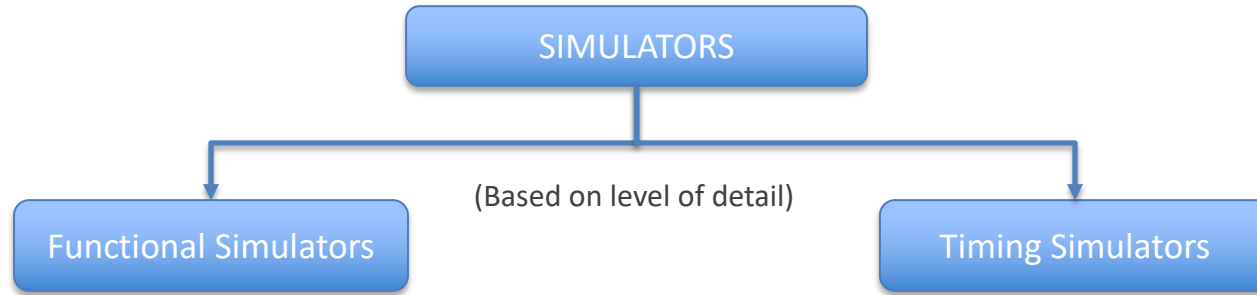 SIMULATORS
(Based on level of detail)
Functional Simulators
Timing Simulators